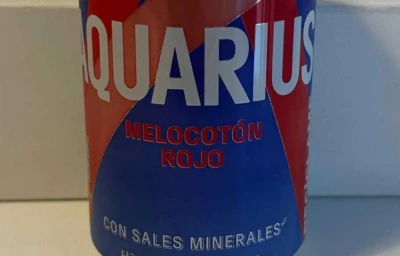 AQUARIUS
MELOCOTÓN
ROJO
CON SALES MINERALES